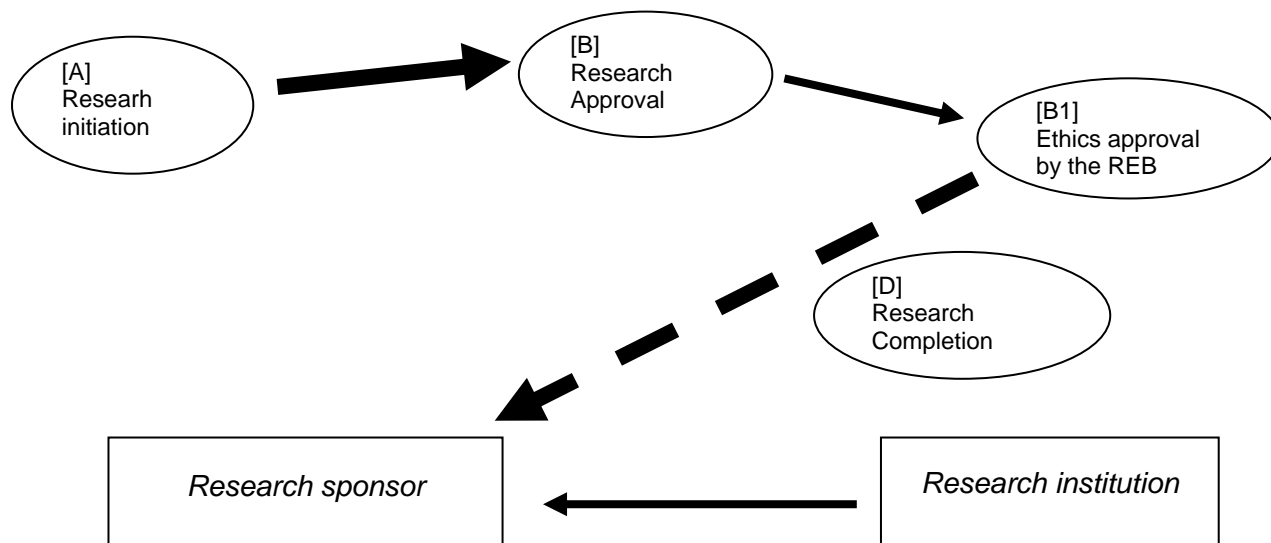 [A]
Researh
initiation
[B]
Research
Approval
[B1]
Ethics approval
by the REB
[D]
Research
Completion
Research sponsor
Research institution